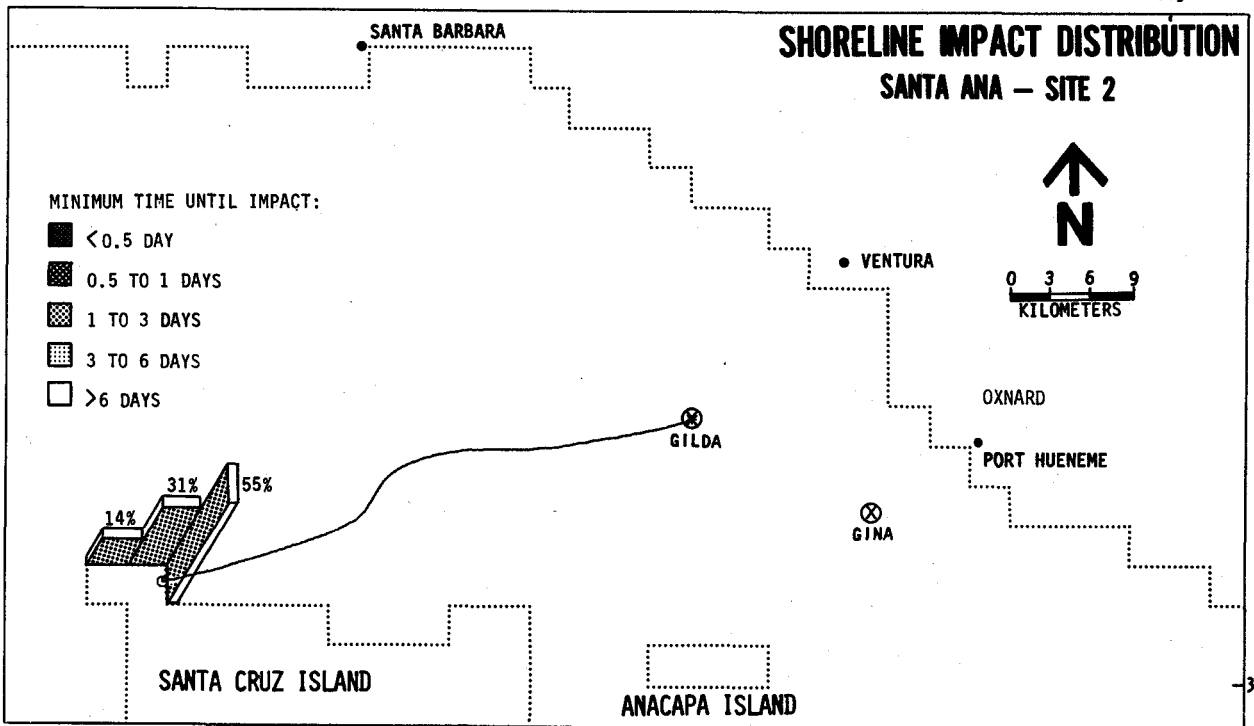 SANTA BARBARA
SHORELINE IMPACT DISTRIBUTION
SANTA ANA — SITE 2
N
MINIMUM TIME UNTIL IMPACT:
<0.5 DAY
0.5 TO 1 DAYS
1 TO 3 DAYS
3 TO 6 DAYS
>6 DAYS
VENTURA
0 3 6 9
KILOMETERS
OXNARD
GILDA
PORT HUENEME
31%
55%
14%
GINA
SANTA CRUZ ISLAND
ANACAPA ISLAND